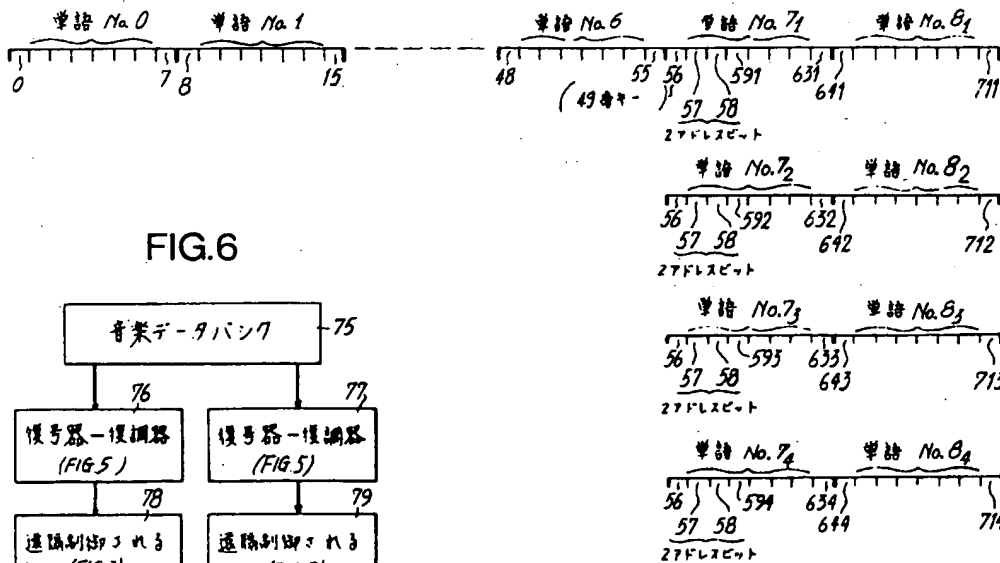 単語 No.0 単語 No.1 単語 No.6 単語 No.7₁ 単語 No.8₁
0 7 8 15 48 55 56 57 58 591 631 641 711
(49番キー)
2アドレスビット
単語 No.7₂ 単語 No.8₂
56 57 58 592 632 642 712
2アドレスビット
単語 No.7₃ 単語 No.8₃
56 57 58 593 633 643 713
2アドレスビット
単語 No.7₄ 単語 No.8₄
56 57 58 594 634 644 714
2アドレスビット
FIG.6
音楽データバンク 75
76 77
復号器-復調器 復号器-復調器
(FIG.5) (FIG.5)
78 79
遠隔制御される 遠隔制御される